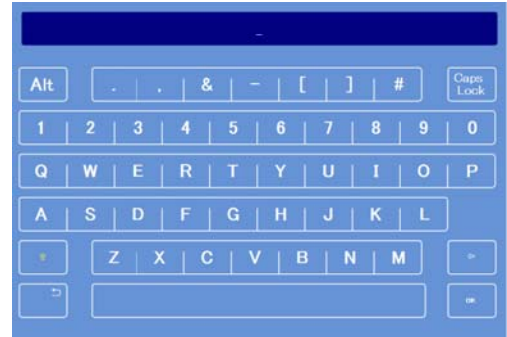 _
Alt . , & - [ ] # Caps Lock
1 2 3 4 5 6 7 8 9 0
Q W E R T Y U I O P
A S D F G H J K L
Z X C V B N M
OK